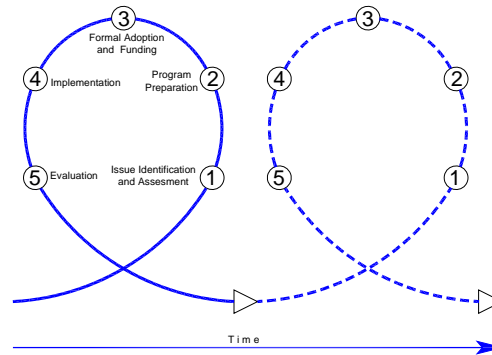 3
3
Formal Adoption
and Funding
4
Implementation
Program
Preparation
2
4
2
5
Evaluation
Issue Identification
and Assesment
1
5
1
Time